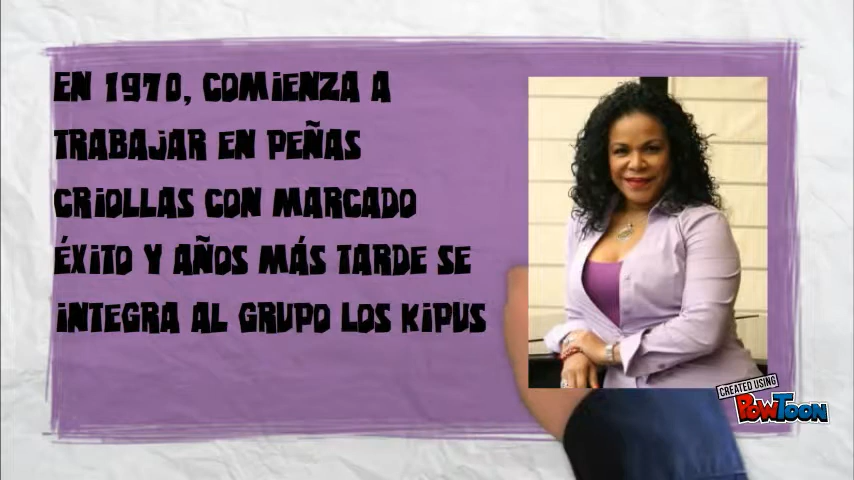 EN 1970, COMIENZA A
TRABAJAR EN PEÑAS
CRIOLLAS CON MARCADO
ÉXITO Y AÑOS MÁS TARDE SE
INTEGRA AL GRUPO LOS KIPUS
CREATED USING
POWTOON